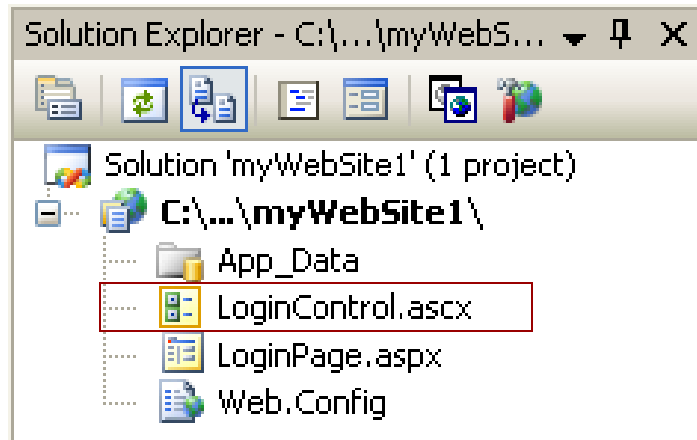 Solution Explorer - C:\...\myWebS...
Solution 'myWebSite1' (1 project)
C:\...\myWebSite1\
App_Data
LoginControl.ascx
LoginPage.aspx
Web.Config